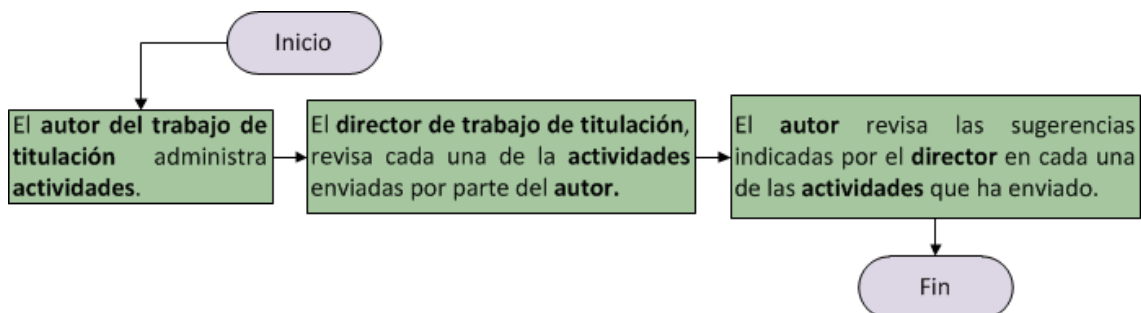 Inicio
El autor del trabajo de
titulación administra
actividades.
El director de trabajo de titulación,
revisa cada una de la actividades
enviadas por parte del autor.
El autor revisa las sugerencias
indicadas por el director en cada una
de las actividades que ha enviado.
Fin